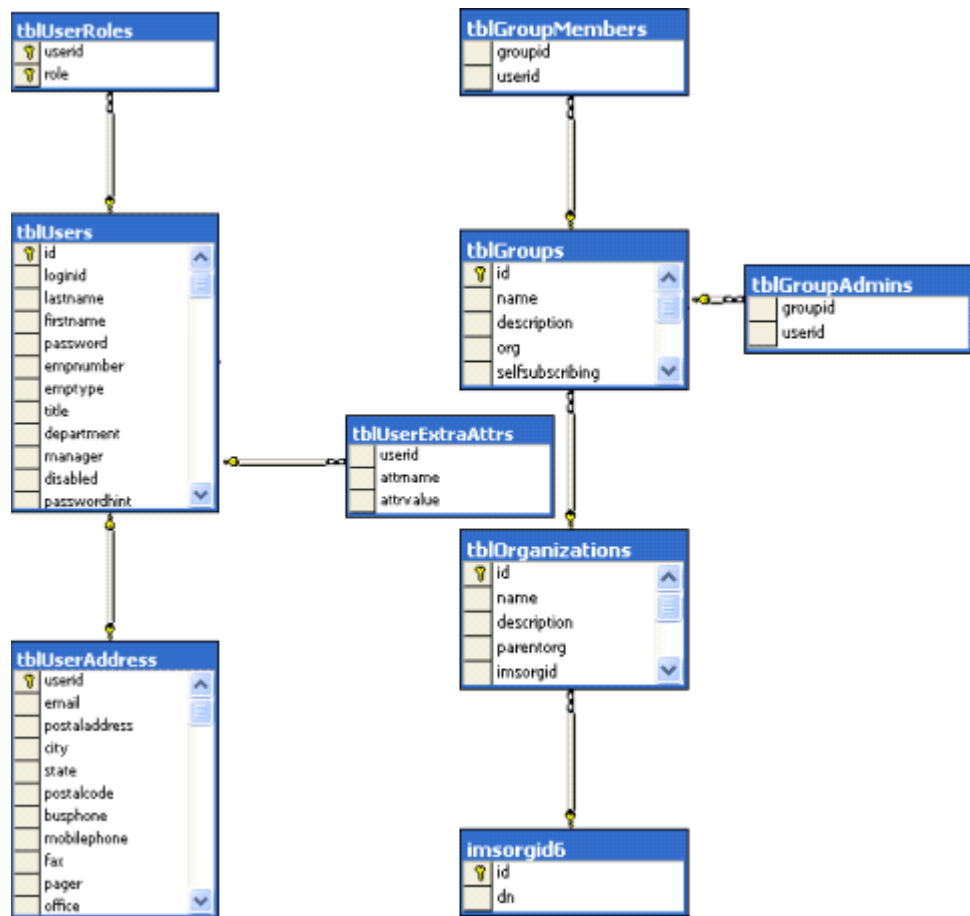 tblUserRoles
userid
role
tblGroupMembers
groupid
userid
tblUsers
id
loginid
lastname
firstname
password
empnumber
emptype
title
department
manager
disabled
passwordhint
tblGroups
id
name
description
org
selfsubscribing
tblGroupAdmins
groupid
userid
tblUserExtraAttrs
userid
attrname
attrvalue
tblOrganizations
id
name
description
parentorg
imsorgid
tblUserAddress
userid
email
postaladdress
city
state
postalcode
busphone
mobilephone
fax
pager
office
imsorgid6
id
dn